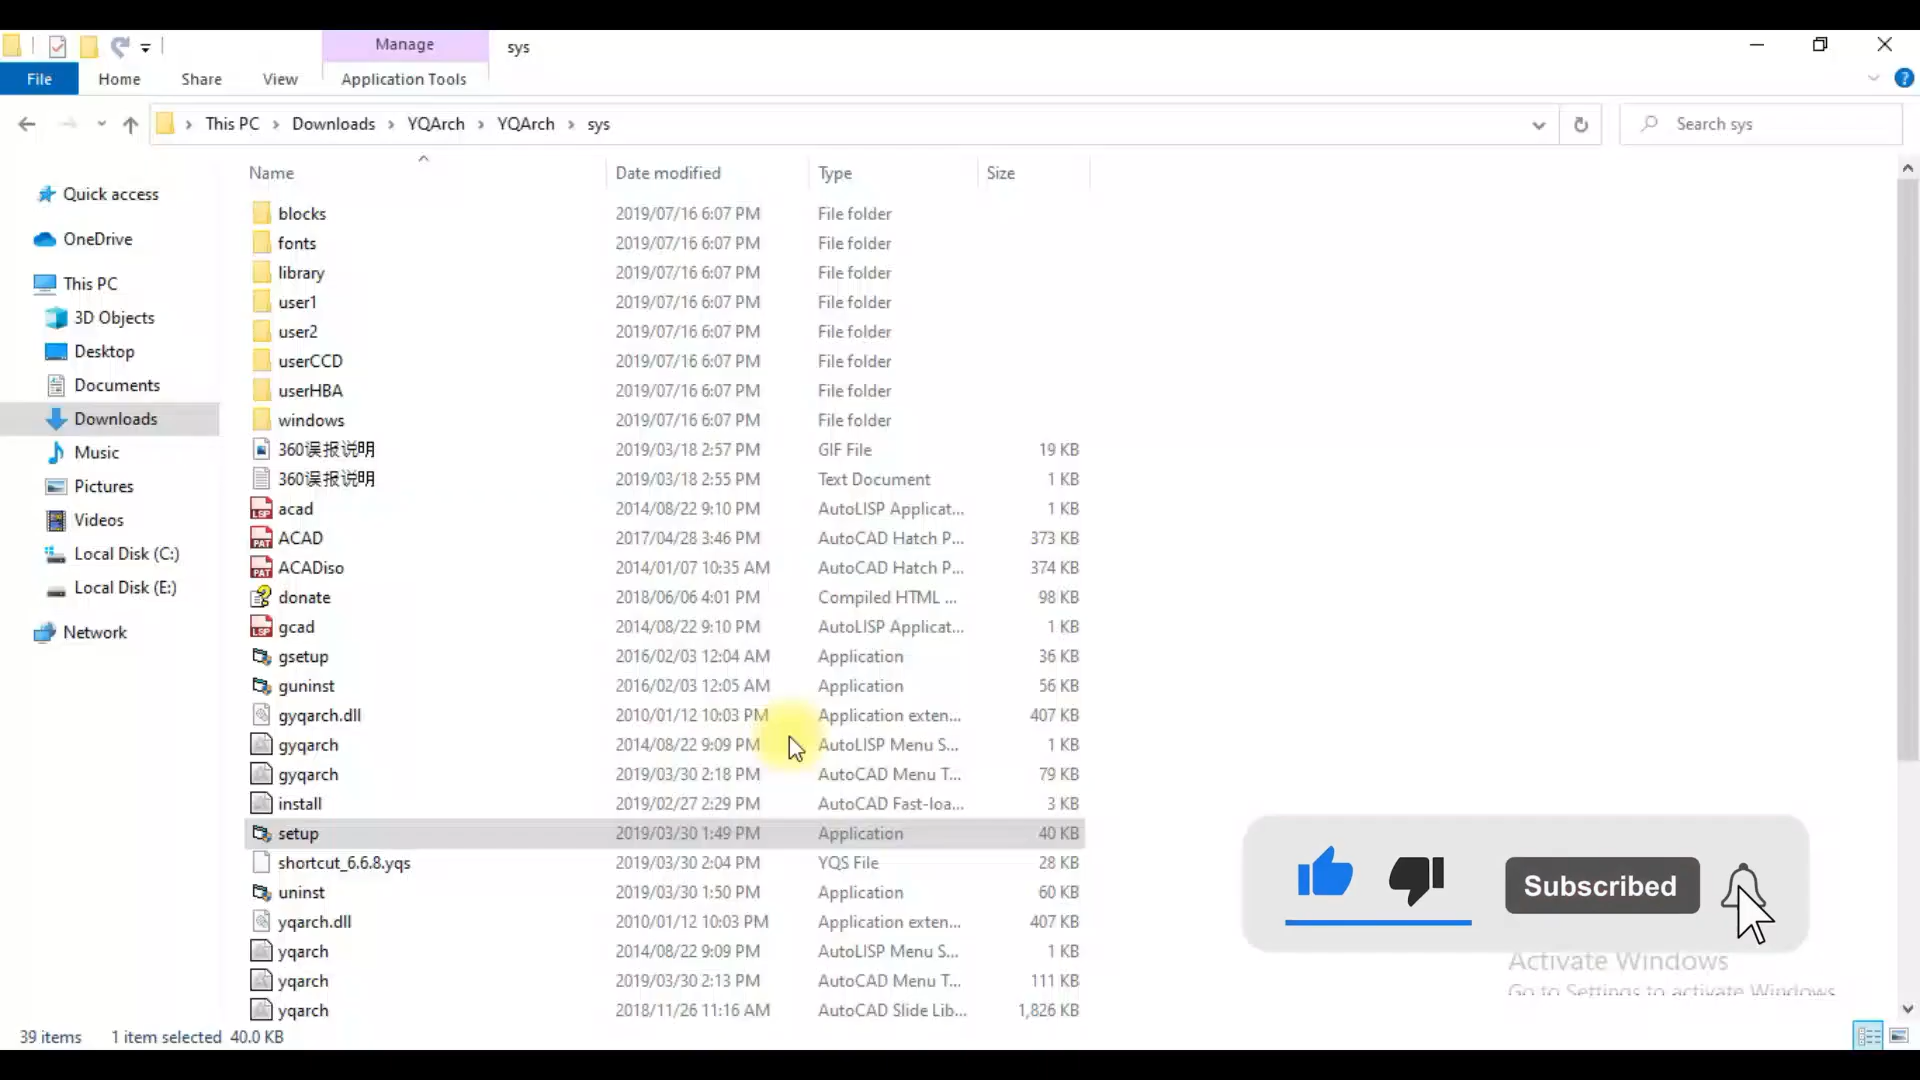 Manage
sys
File
Home
Share
View
Application Tools
This PC
Downloads
YQArch
YQArch
sys
Search sys
Name
Date modified
Type
Size
Quick access
OneDrive
This PC
3D Objects
Desktop
Documents
Downloads
Music
Pictures
Videos
Local Disk (C:)
Local Disk (E:)
Network
blocks 2019/07/16 6:07 PM File folder
fonts 2019/07/16 6:07 PM File folder
library 2019/07/16 6:07 PM File folder
user1 2019/07/16 6:07 PM File folder
user2 2019/07/16 6:07 PM File folder
userCCD 2019/07/16 6:07 PM File folder
userHBA 2019/07/16 6:07 PM File folder
windows 2019/07/16 6:07 PM File folder
360误报说明 2019/03/18 2:57 PM GIF File 19 KB
360误报说明 2019/03/18 2:55 PM Text Document 1 KB
acad 2014/08/22 9:10 PM AutoLISP Applicat... 1 KB
ACAD 2017/04/28 3:46 PM AutoCAD Hatch P... 373 KB
ACADiso 2014/01/07 10:35 AM AutoCAD Hatch P... 374 KB
donate 2018/06/06 4:01 PM Compiled HTML ... 98 KB
gcad 2014/08/22 9:10 PM AutoLISP Applicat... 1 KB
gsetup 2016/02/03 12:04 AM Application 36 KB
guninst 2016/02/03 12:05 AM Application 56 KB
gyqarch.dll 2010/01/12 10:03 PM Application exten... 407 KB
gyqarch 2014/08/22 9:09 PM AutoLISP Menu S... 1 KB
gyqarch 2019/03/30 2:18 PM AutoCAD Menu T... 79 KB
install 2019/02/27 2:29 PM AutoCAD Fast-loa... 3 KB
setup 2019/03/30 1:49 PM Application 40 KB
shortcut_6.6.8.yqs 2019/03/30 2:04 PM YQS File 28 KB
uninst 2019/03/30 1:50 PM Application 60 KB
yqarch.dll 2010/01/12 10:03 PM Application exten... 407 KB
yqarch 2014/08/22 9:09 PM AutoLISP Menu S... 1 KB
yqarch 2019/03/30 2:13 PM AutoCAD Menu T... 111 KB
yqarch 2018/11/26 11:16 AM AutoCAD Slide Lib... 1,826 KB
Subscribed
Activate Windows
Go to Settings to activate Windows.
39 items
1 item selected 40.0 KB